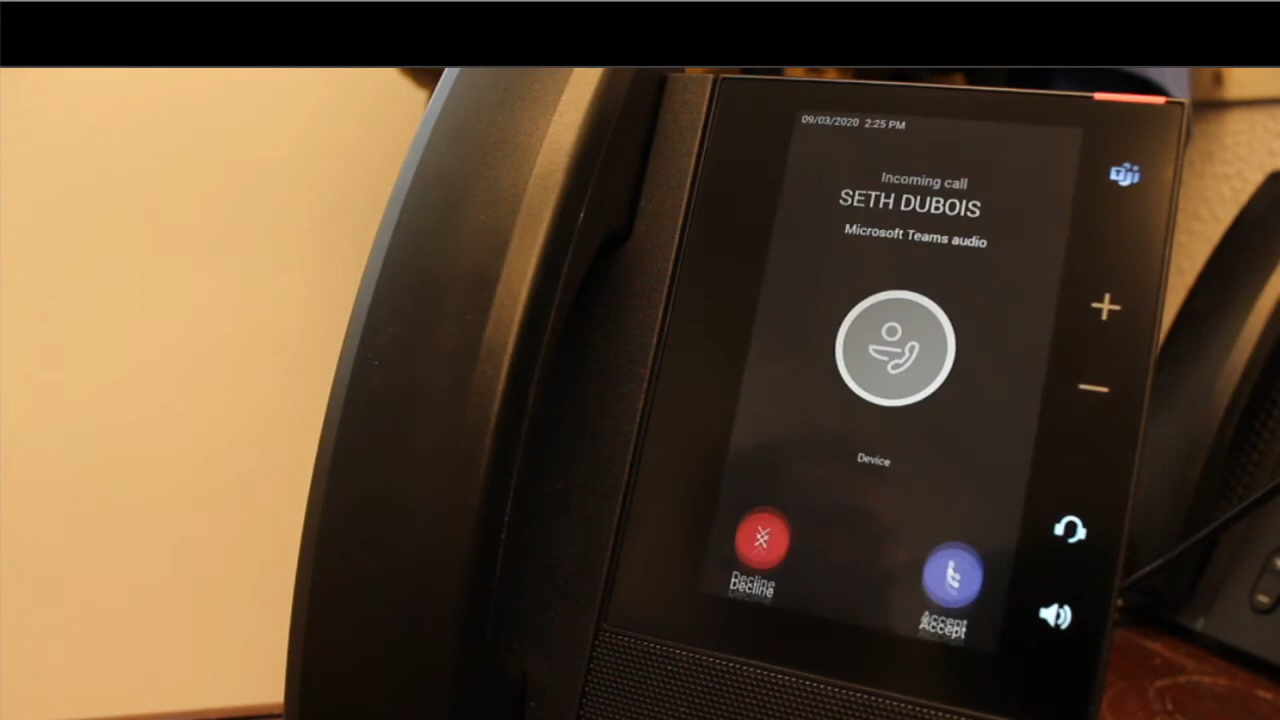 09/03/2020 2:25 PM
Incoming call
SETH DUBOIS
Microsoft Teams audio
Device
Decline
Accept